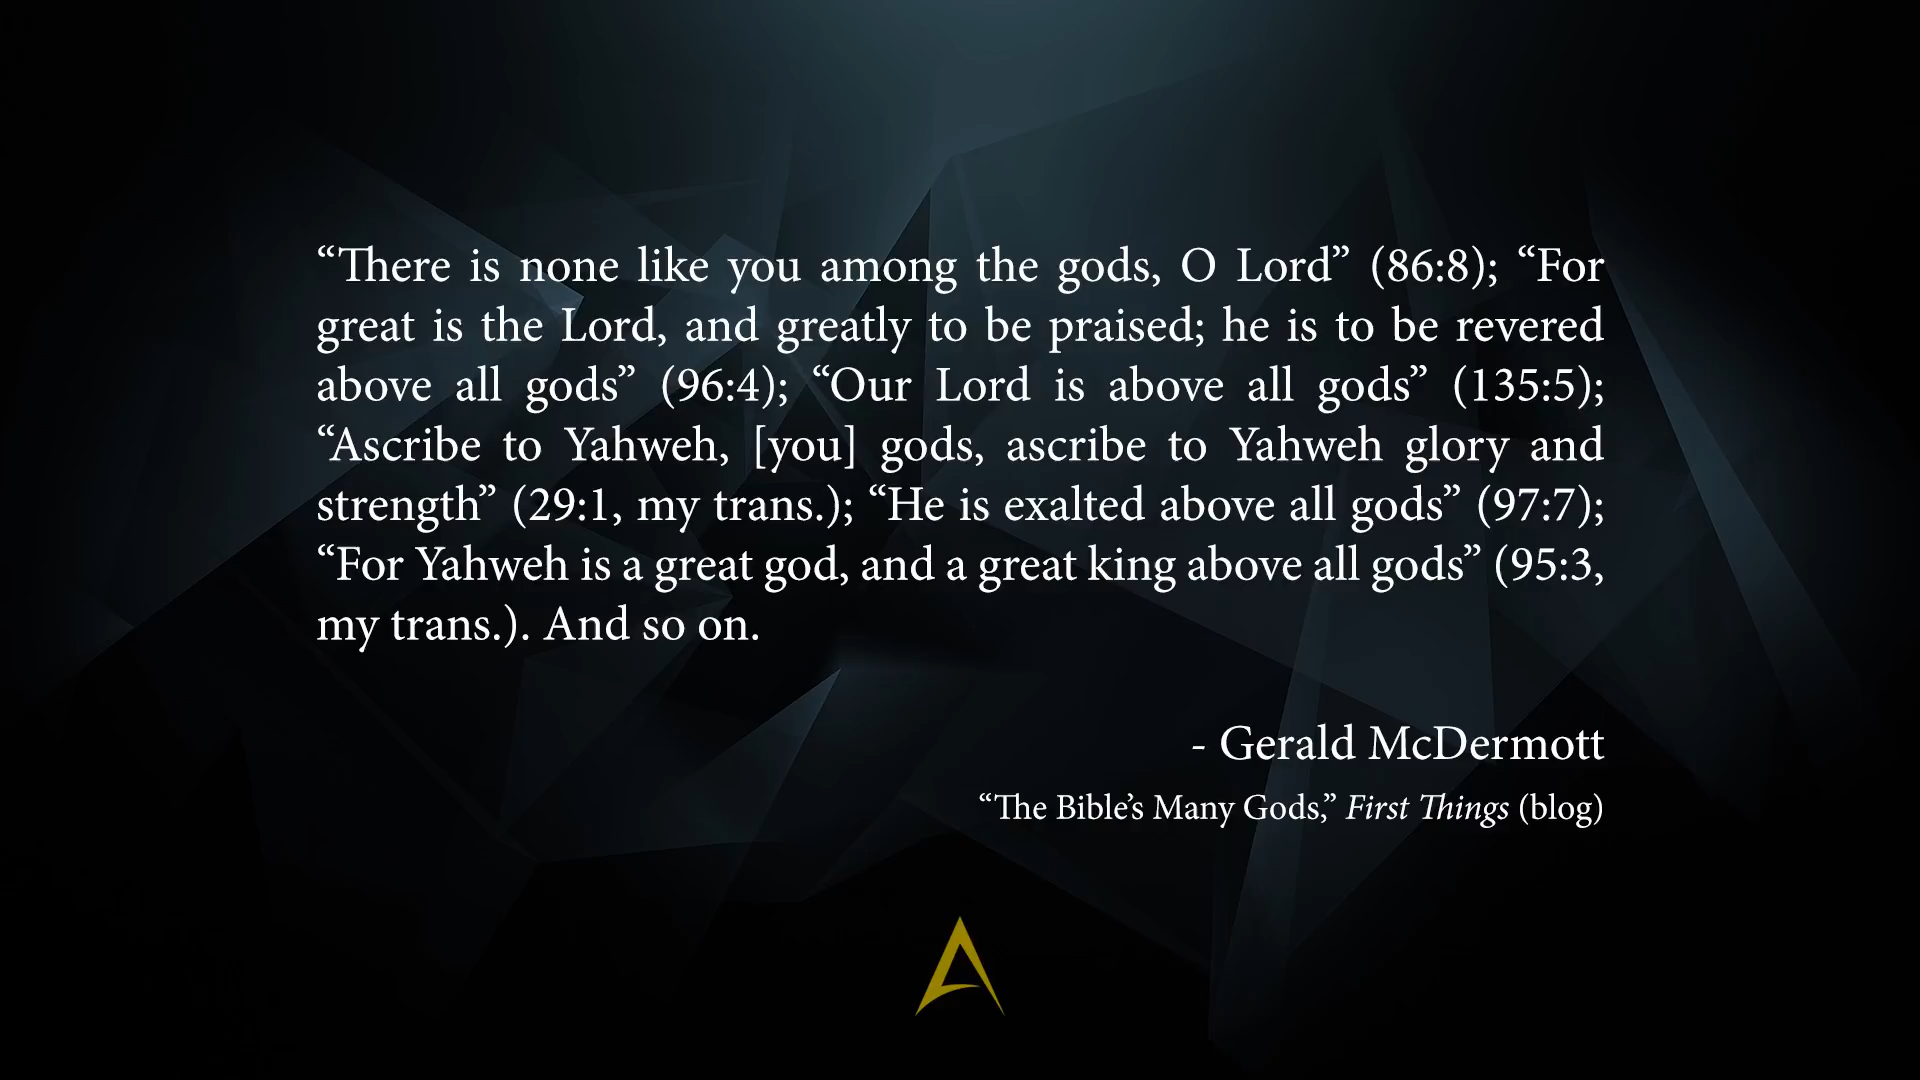 “There is none like you among the gods, O Lord” (86:8); “For
great is the Lord, and greatly to be praised; he is to be revered
above all gods” (96:4); “Our Lord is above all gods” (135:5);
“Ascribe to Yahweh, [you] gods, ascribe to Yahweh glory and
strength” (29:1, my trans.); “He is exalted above all gods” (97:7);
“For Yahweh is a great god, and a great king above all gods” (95:3,
my trans.). And so on.
- Gerald McDermott
“The Bible’s Many Gods,” First Things (blog)